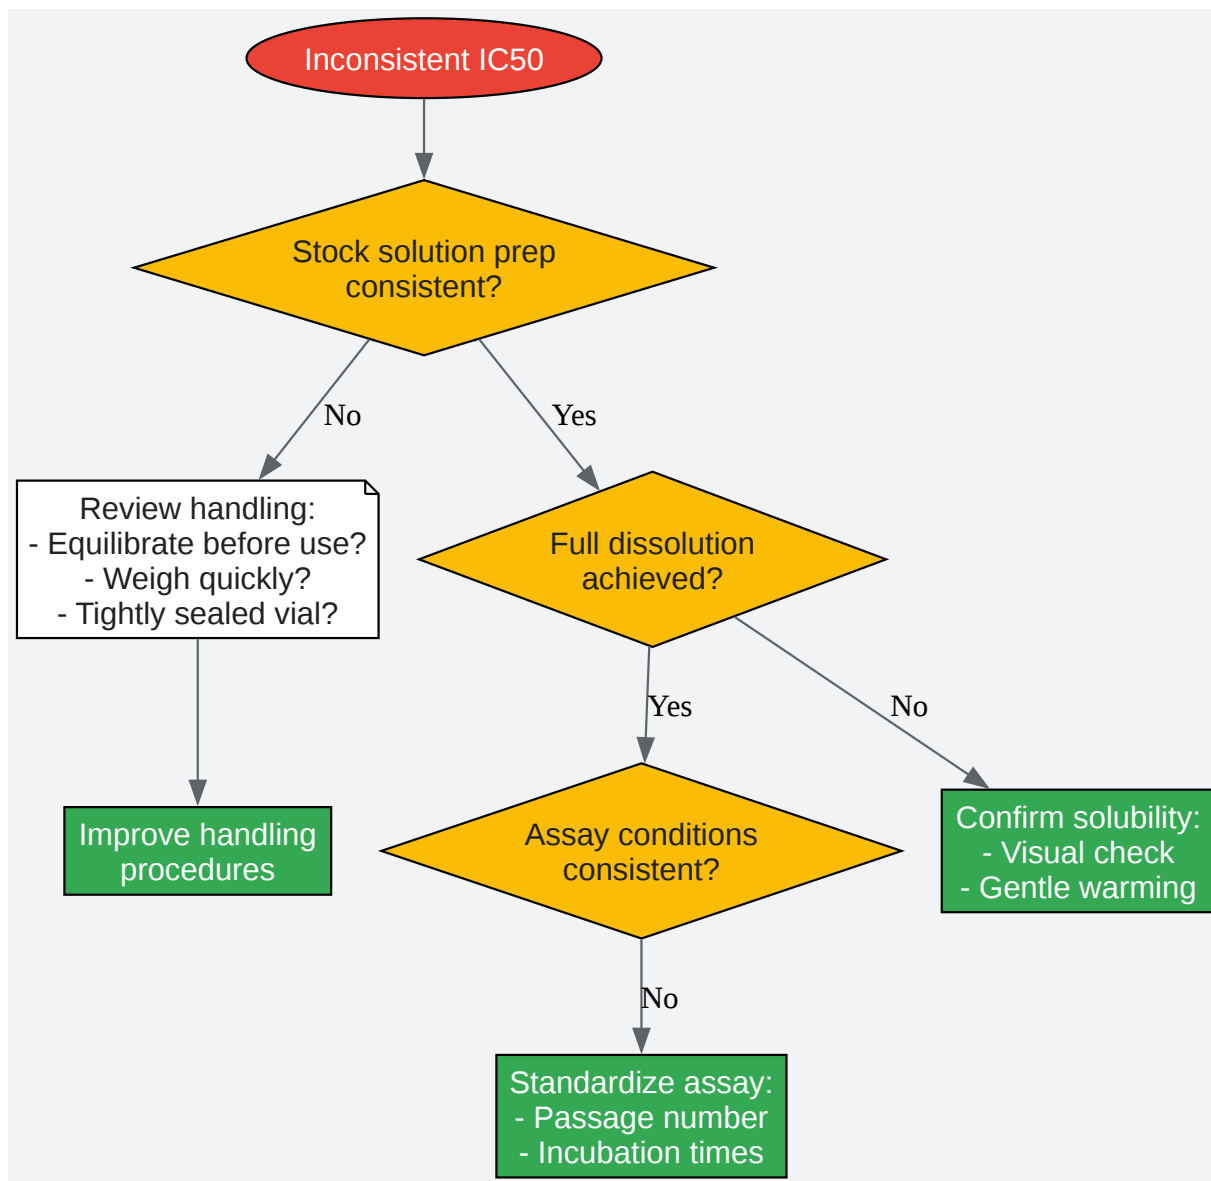 Inconsistent IC50
Stock solution prep
consistent?
No
Yes
Review handling:
- Equilibrate before use?
- Weigh quickly?
- Tightly sealed vial?
Full dissolution
achieved?
Yes
No
Improve handling
procedures
Assay conditions
consistent?
Confirm solubility:
- Visual check
- Gentle warming
No
Standardize assay:
- Passage number
- Incubation times